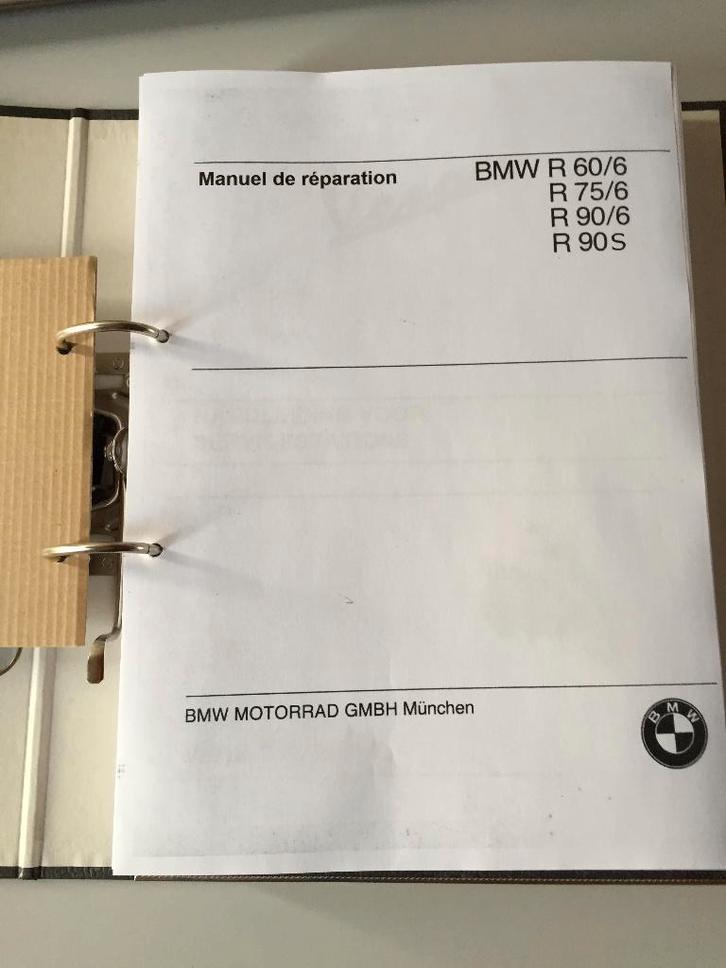 Manuel de réparation
BMW R 60/6
R 75/6
R 90/6
R 90S
BMW MOTORRAD GMBH München
BMW